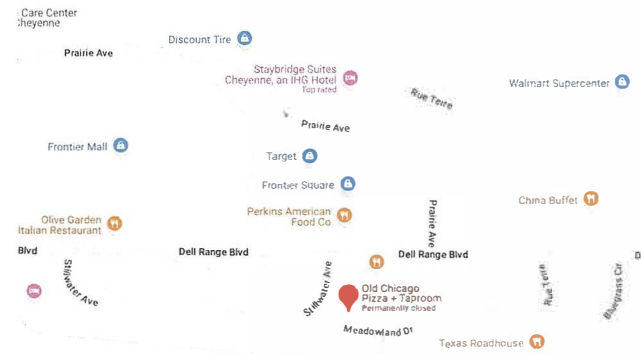 Care Center
Cheyenne
Discount Tire
Prairie Ave
Staybridge Suites
Cheyenne, an IHG Hotel
Top rated
Walmart Supercenter
Rue Terre
Prairie Ave
Frontier Mall
Target
Frontier Square
China Buffet
Perkins American
Food Co
Olive Garden
Italian Restaurant
Prairie Ave
Blvd
Dell Range Blvd
Dell Range Blvd
D
Stillwater Ave
Stillwater Ave
Old Chicago
Pizza + Taproom
Permanently closed
Rue Terre
Bluegrass Cir
Meadowland Dr
Texas Roadhouse